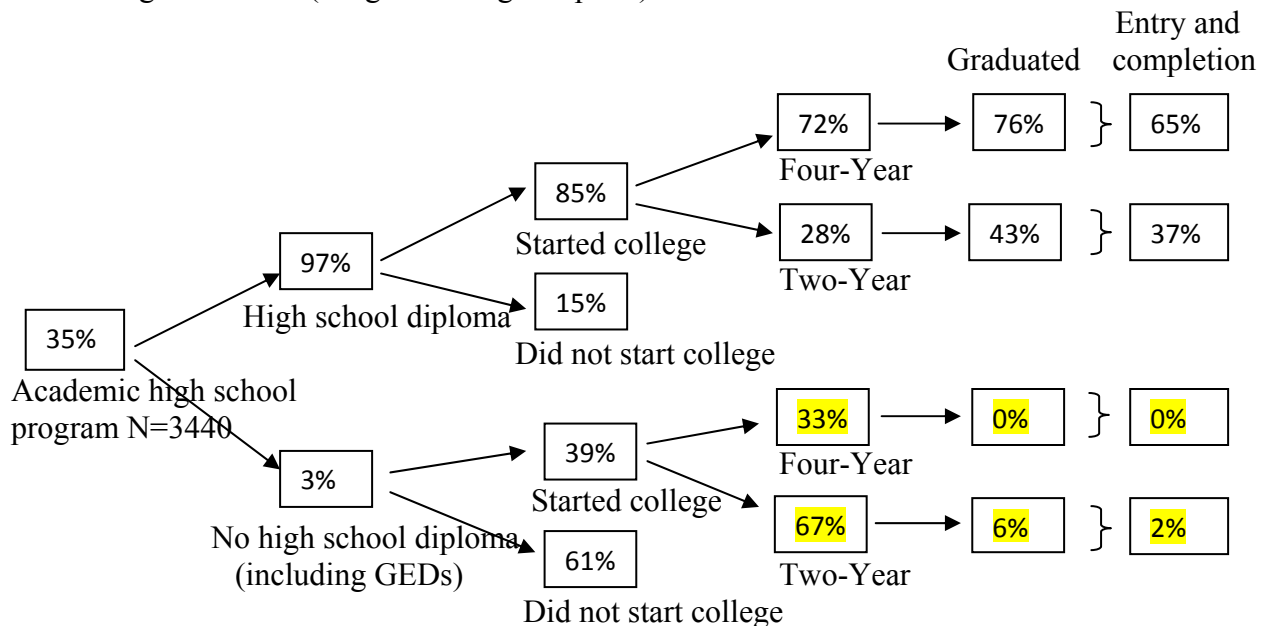 Entry and
Graduated completion
72% 76% } 65%
Four-Year
85%
Started college
28% 43% } 37%
Two-Year
97%
High school diploma
15%
Did not start college
35%
Academic high school
program N=3440
33% 0% } 0%
Four-Year
39%
Started college
3%
No high school diploma
(including GEDs)
67% 6% } 2%
Two-Year
61%
Did not start college